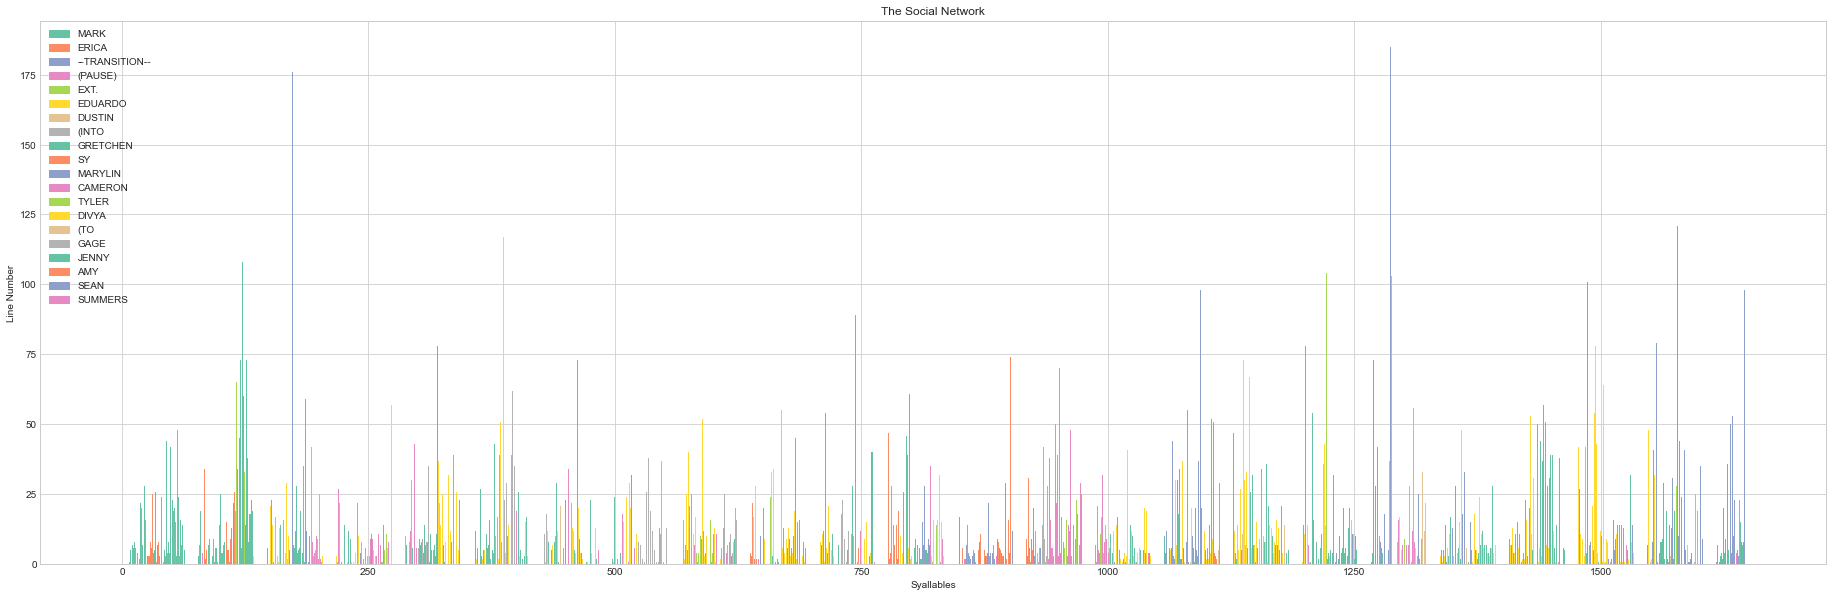 The Social Network
MARK
ERICA
--TRANSITION--
(PAUSE)
EXT.
EDUARDO
DUSTIN
(INTO
GRETCHEN
SY
MARYLIN
CAMERON
TYLER
DIVYA
(TO
GAGE
JENNY
AMY
SEAN
SUMMERS
175
150
125
100
75
50
25
0
Line Number
0 250 500 750 1000 1250 1500
Syallables